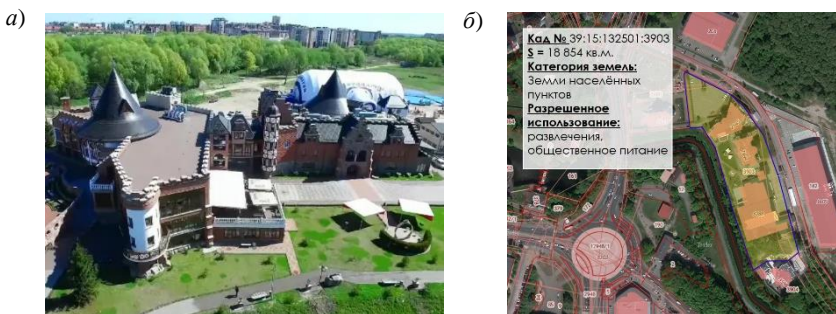 а)
б)
Кад № 39:15:132501:3903
S = 18 854 кв.м.
Категория земель:
Земли населённых
пунктов
Разрешенное
использование:
развлечения,
общественное питание